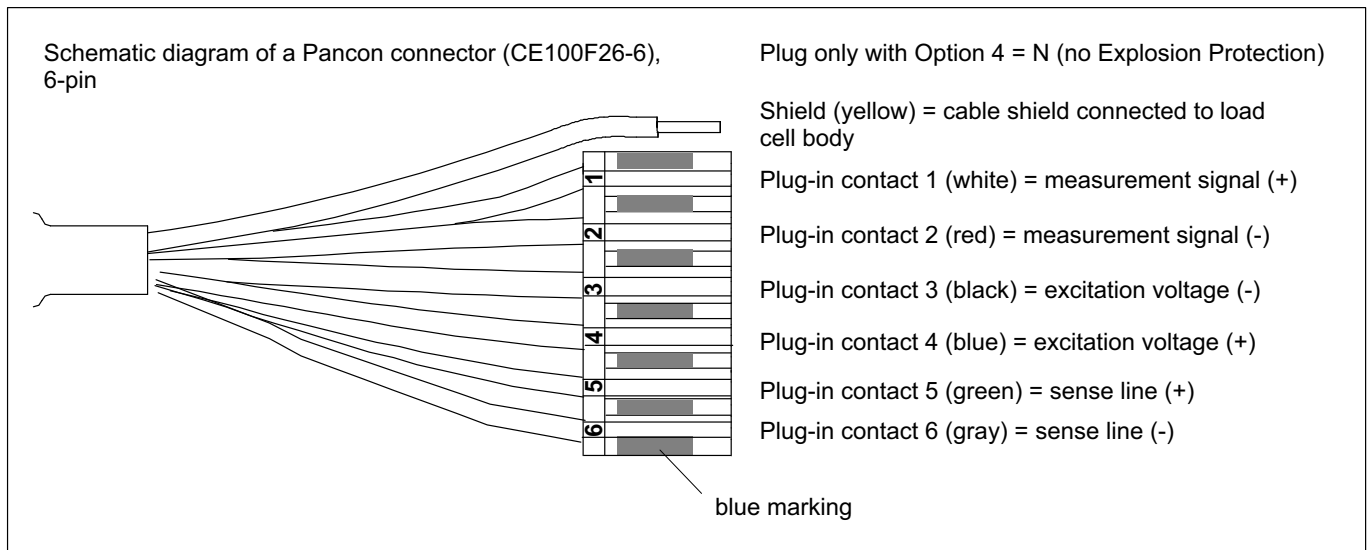 Schematic diagram of a Pancon connector (CE100F26-6),
6-pin
Plug only with Option 4 = N (no Explosion Protection)
Shield (yellow) = cable shield connected to load
cell body
1
Plug-in contact 1 (white) = measurement signal (+)
2
Plug-in contact 2 (red) = measurement signal (-)
3
Plug-in contact 3 (black) = excitation voltage (-)
4
Plug-in contact 4 (blue) = excitation voltage (+)
5
Plug-in contact 5 (green) = sense line (+)
6
Plug-in contact 6 (gray) = sense line (-)
blue marking